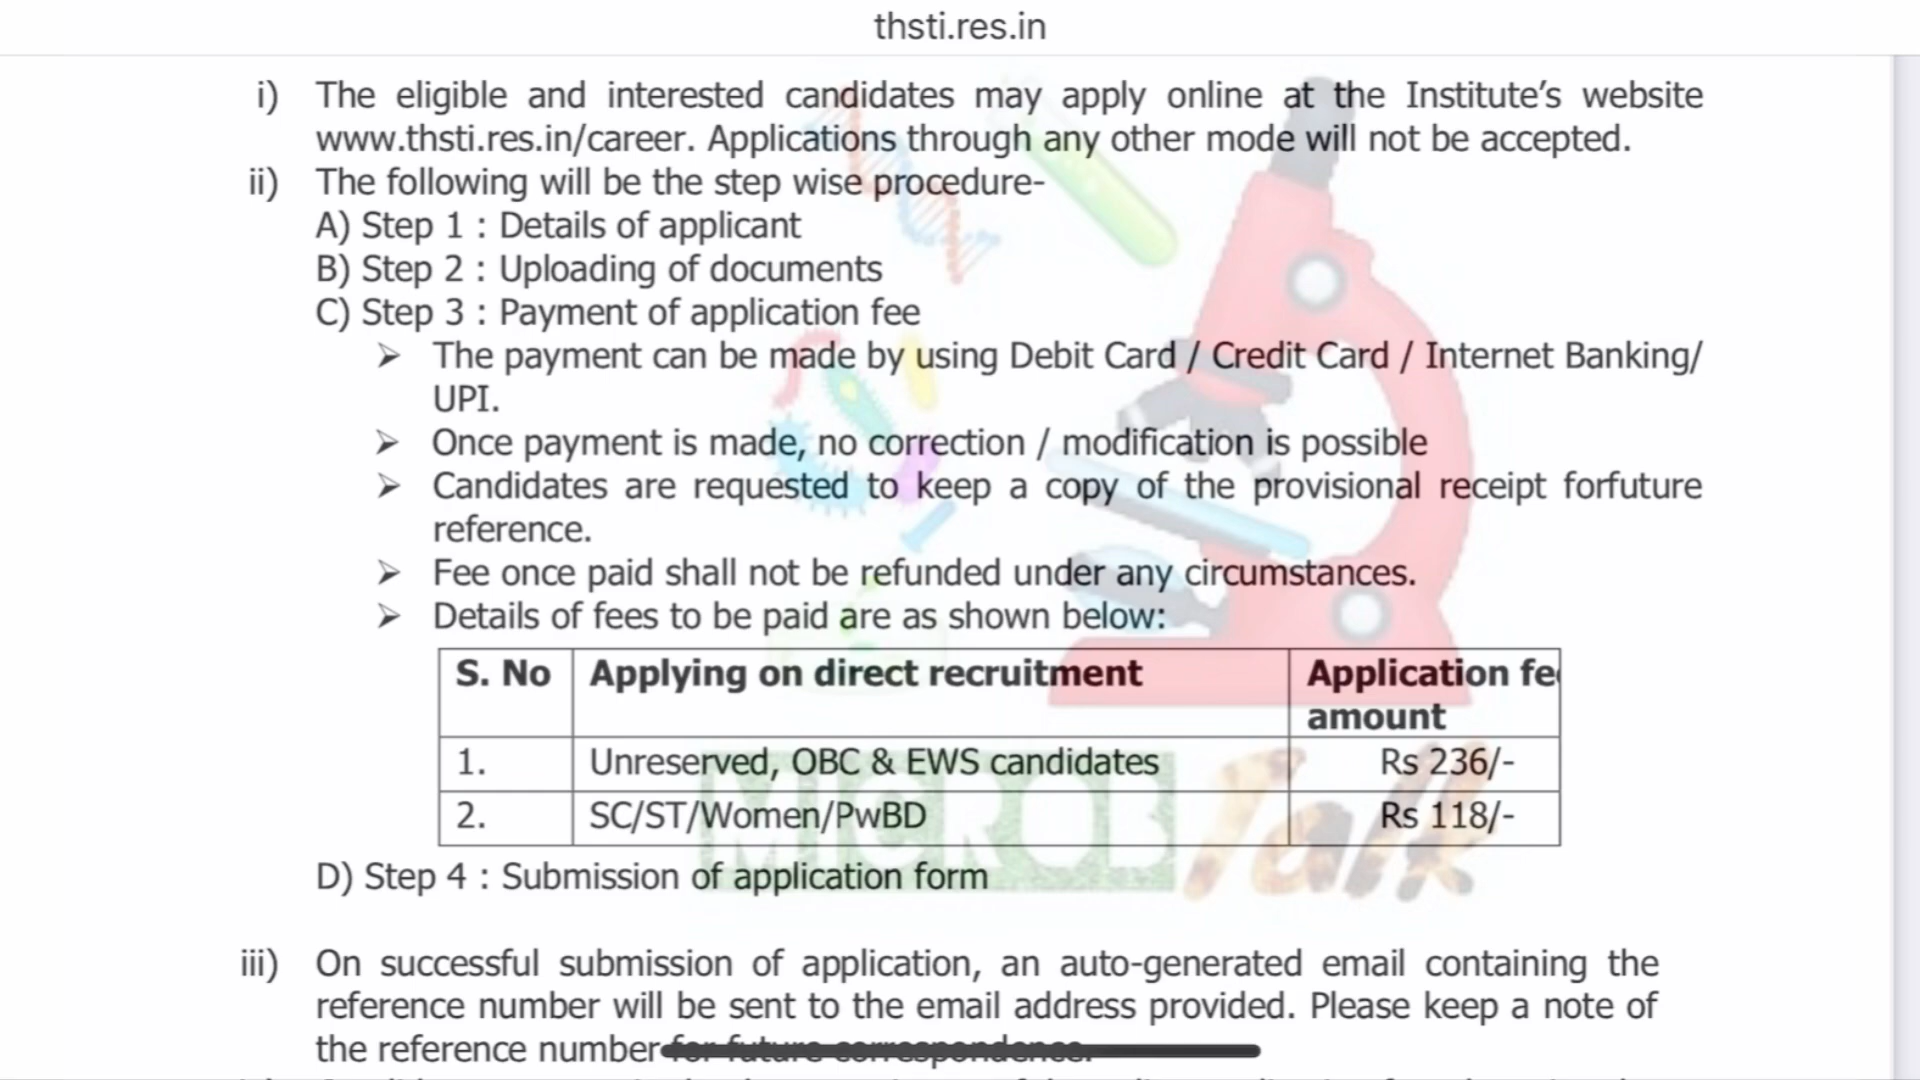 thsti.res.in
i) The eligible and interested candidates may apply online at the Institute's website
www.thsti.res.in/career. Applications through any other mode will not be accepted.
ii) The following will be the step wise procedure-
A) Step 1 : Details of applicant
B) Step 2 : Uploading of documents
C) Step 3 : Payment of application fee
➢ The payment can be made by using Debit Card / Credit Card / Internet Banking/
UPI.
➢ Once payment is made, no correction / modification is possible
➢ Candidates are requested to keep a copy of the provisional receipt forfuture
reference.
➢ Fee once paid shall not be refunded under any circumstances.
➢ Details of fees to be paid are as shown below:
S. No Applying on direct recruitment Application fe
amount
1. Unreserved, OBC & EWS candidates Rs 236/-
2. SC/ST/Women/PwBD Rs 118/-
MICROB Talk
D) Step 4 : Submission of application form
iii) On successful submission of application, an auto-generated email containing the
reference number will be sent to the email address provided. Please keep a note of
the reference number for future correspondence.